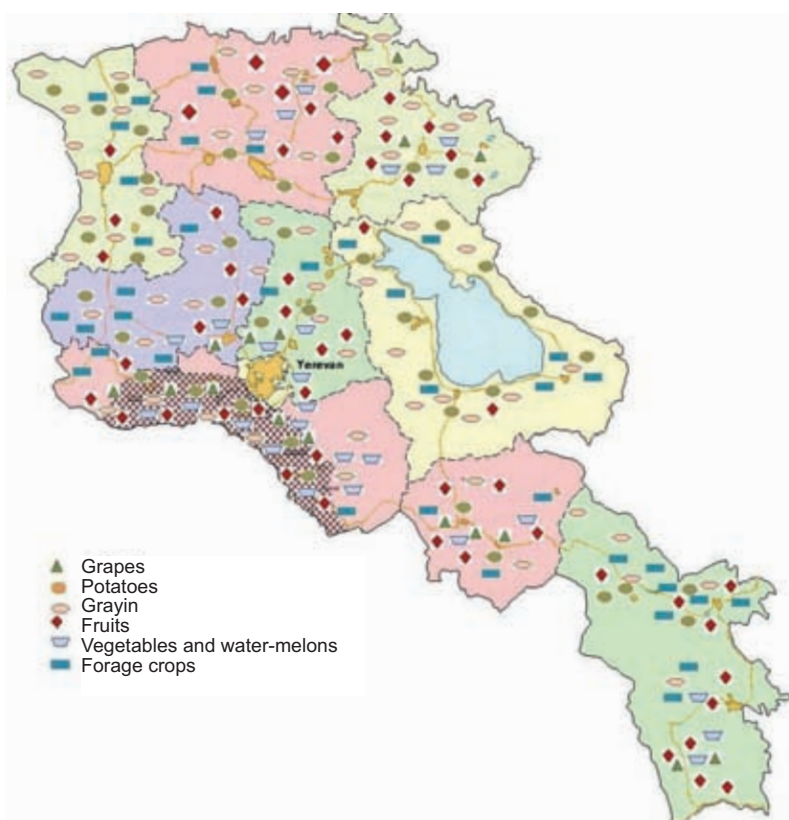 Yerevan
Grapes
Potatoes
Grayin
Fruits
Vegetables and water-melons
Forage crops